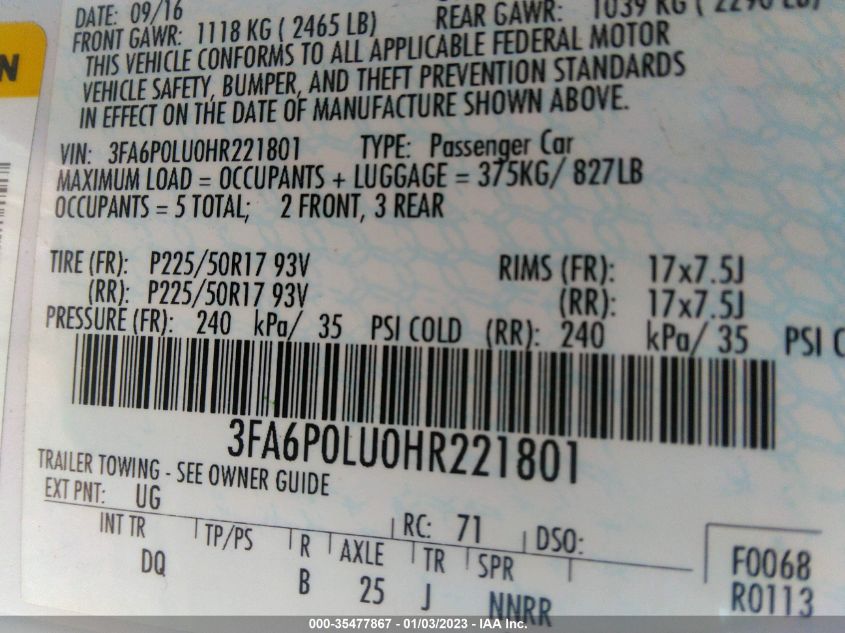 DATE: 09/16
FRONT GAWR: 1118 KG ( 2465 LB) REAR GAWR: 1039 KG ( 2290 LB)
THIS VEHICLE CONFORMS TO ALL APPLICABLE FEDERAL MOTOR
VEHICLE SAFETY, BUMPER, AND THEFT PREVENTION STANDARDS
IN EFFECT ON THE DATE OF MANUFACTURE SHOWN ABOVE.
VIN: 3FA6P0LU0HR221801 TYPE: Passenger Car
MAXIMUM LOAD = OCCUPANTS + LUGGAGE = 375KG/ 827LB
OCCUPANTS = 5 TOTAL; 2 FRONT, 3 REAR
TIRE (FR): P225/50R17 93V RIMS (FR): 17x7.5J
(RR): P225/50R17 93V (RR): 17x7.5J
PRESSURE (FR): 240 kPa/ 35 PSI COLD (RR): 240 kPa/ 35 PSI C
3FA6P0LU0HR221801
TRAILER TOWING - SEE OWNER GUIDE
EXT PNT: UG RC: 71 DSO:
INT TR TP/PS R AXLE TR SPR F0068
DQ B 25 J NNRR R0113
000-35477867 - 01/03/2023 - IAA Inc.